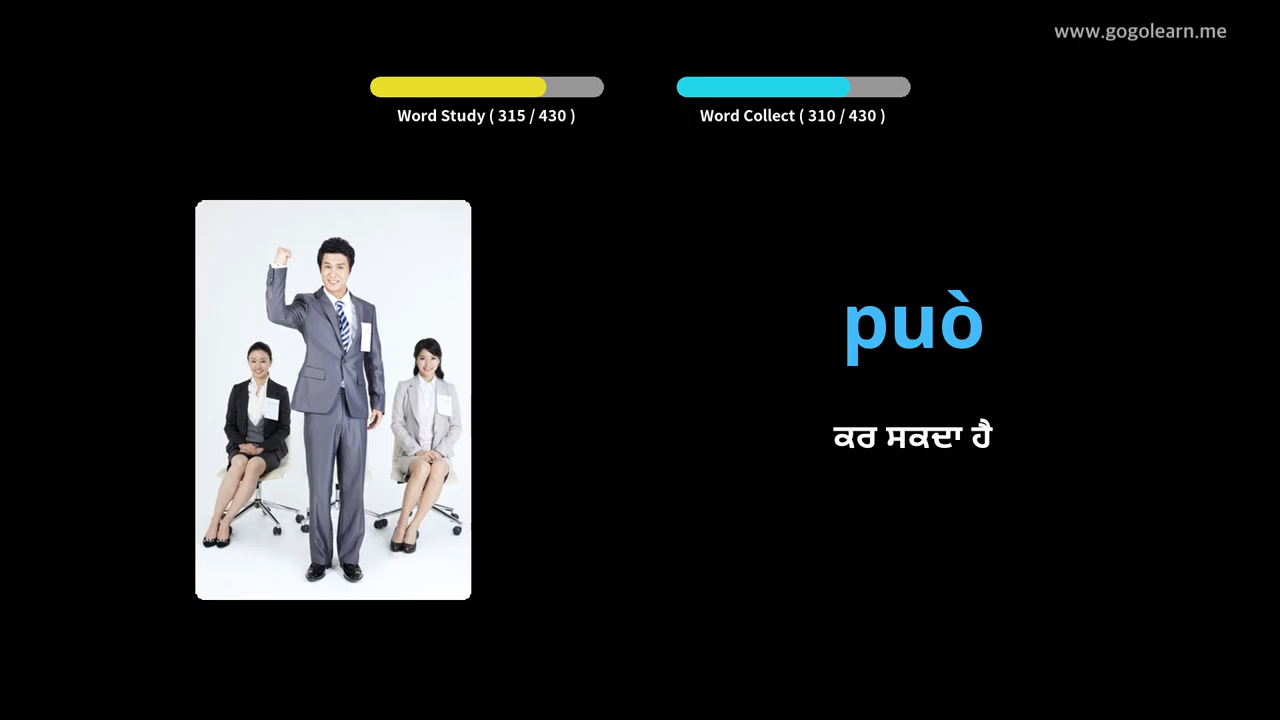 www.gogolearn.me
Word Study ( 315 / 430 )
Word Collect ( 310 / 430 )
può
ਕਰ ਸਕਦਾ ਹੈ